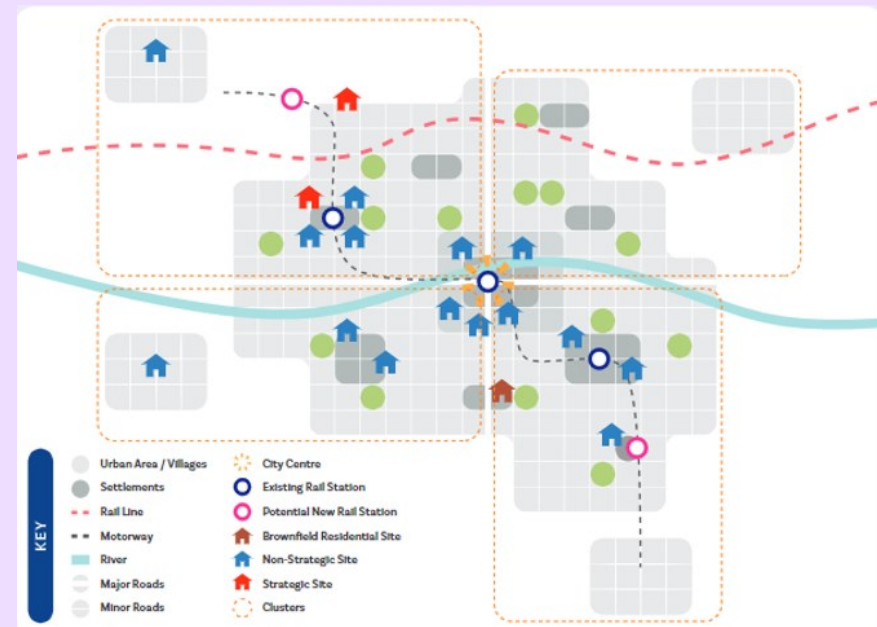 KEY
Urban Area / Villages
Settlements
Rail Line
Motorway
River
Major Roads
Minor Roads
City Centre
Existing Rail Station
Potential New Rail Station
Brownfield Residential Site
Non-Strategic Site
Strategic Site
Clusters